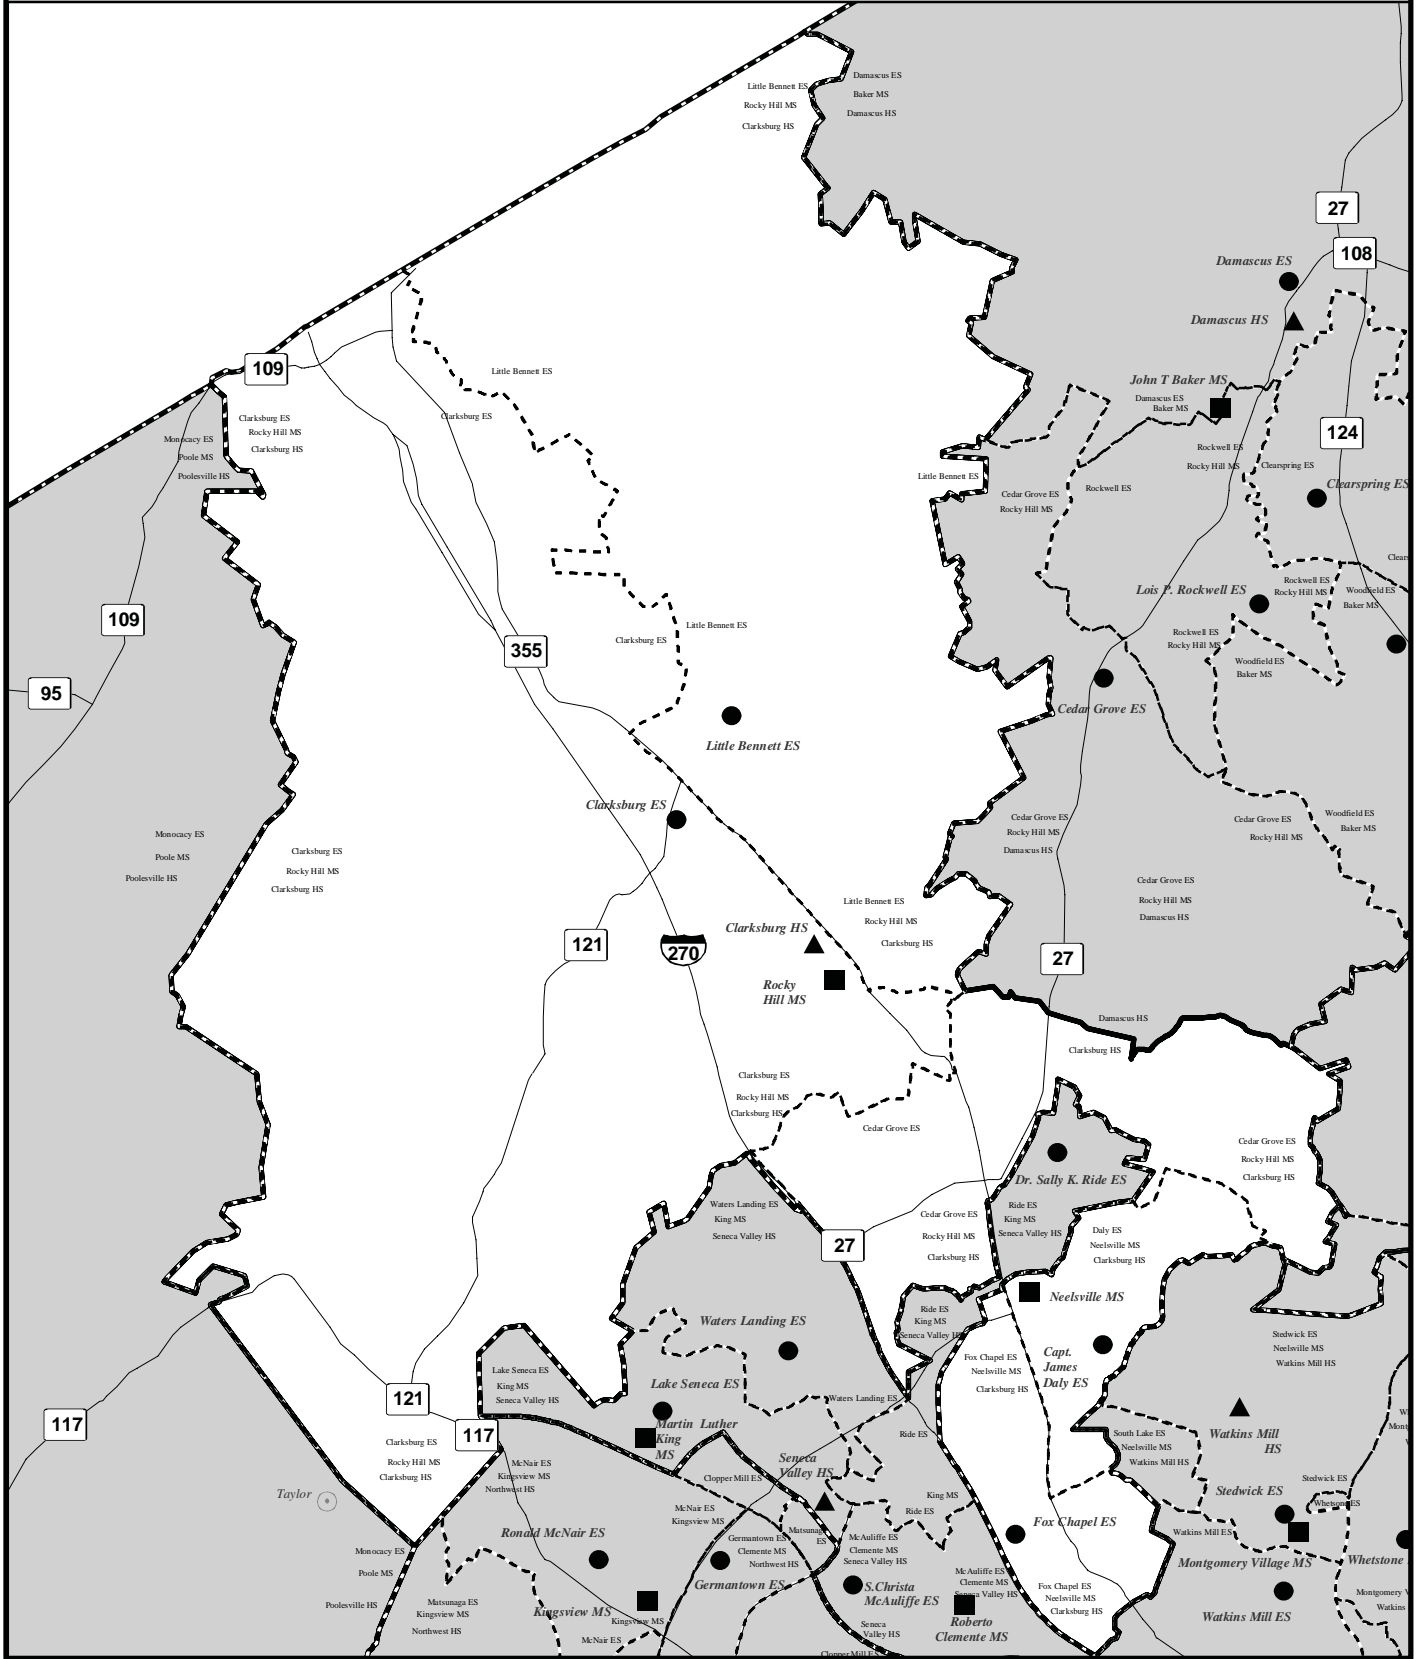 Little Bennett ES
Rocky Hill MS
Clarksburg HS
Damascus ES
Baker MS
Damascus HS
27
108
Damascus ES
Damascus HS
109
Little Bennett ES
John T Baker MS
Damascus ES
Baker MS
Clarksburg ES
Rocky Hill MS
Clarksburg HS
Clarksburg ES
Monocacy ES
Poole MS
Poolesville HS
124
Rockwell ES
Rocky Hill MS
Clearspring ES
Clearspring ES
Little Bennett ES
Cedar Grove ES
Rocky Hill MS
Rockwell ES
Lois P. Rockwell ES
Rockwell ES
Rocky Hill MS
Woodfield ES
Baker MS
109
355
Clarksburg ES
Little Bennett ES
Rockwell ES
Rocky Hill MS
Woodfield ES
Baker MS
95
Cedar Grove ES
Little Bennett ES
Clarksburg ES
Monocacy ES
Poole MS
Poolesville HS
Clarksburg ES
Rocky Hill MS
Clarksburg HS
Cedar Grove ES
Rocky Hill MS
Damascus HS
Cedar Grove ES
Rocky Hill MS
Woodfield ES
Baker MS
Cedar Grove ES
Rocky Hill MS
Damascus HS
Little Bennett ES
Rocky Hill MS
Clarksburg HS
Clarksburg HS
121
270
27
Rocky
Hill MS
Damascus HS
Clarksburg HS
Clarksburg ES
Rocky Hill MS
Clarksburg HS
Cedar Grove ES
Cedar Grove ES
Rocky Hill MS
Clarksburg HS
Dr. Sally K. Ride ES
Ride ES
King MS
Seneca Valley HS
Waters Landing ES
King MS
Seneca Valley HS
Cedar Grove ES
Rocky Hill MS
Clarksburg HS
27
Daly ES
Neelsville MS
Clarksburg HS
Neelsville MS
Ride ES
King MS
Seneca Valley HS
Waters Landing ES
Stedwick ES
Neelsville MS
Watkins Mill HS
Fox Chapel ES
Neelsville MS
Clarksburg HS
Capt.
James
Daly ES
Lake Seneca ES
King MS
Seneca Valley HS
Lake Seneca ES
121
117
117
Waters Landing ES
Martin Luther
King
MS
Ride ES
South Lake ES
Neelsville MS
Watkins Mill HS
Watkins Mill
HS
Clarksburg ES
Rocky Hill MS
Clarksburg HS
McNair ES
Kingsview MS
Northwest HS
Seneca
Valley HS
Clopper Mill ES
Taylor
King MS
Ride ES
Stedwick ES
Stedwick ES
Whetsone ES
McNair ES
Kingsview MS
Matsunaga
ES
Fox Chapel ES
Watkins Mill ES
Ronald McNair ES
Germantown ES
Clemente MS
Northwest HS
McAuliffe ES
Clemente MS
Seneca Valley HS
Montgomery Village MS
Whetstone
Monocacy ES
Poole MS
Poolesville HS
Germantown ES
S.Christa
McAuliffe ES
McAuliffe ES
Clemente MS
Seneca Valley HS
Fox Chapel ES
Neelsville MS
Clarksburg HS
Matsunaga ES
Kingsview MS
Northwest HS
Kingsview MS
Kingsview MS
McNair ES
Seneca
Valley HS
Clopper Mill ES
Roberto
Clemente MS
Watkins Mill ES
Montgomery
Watkins